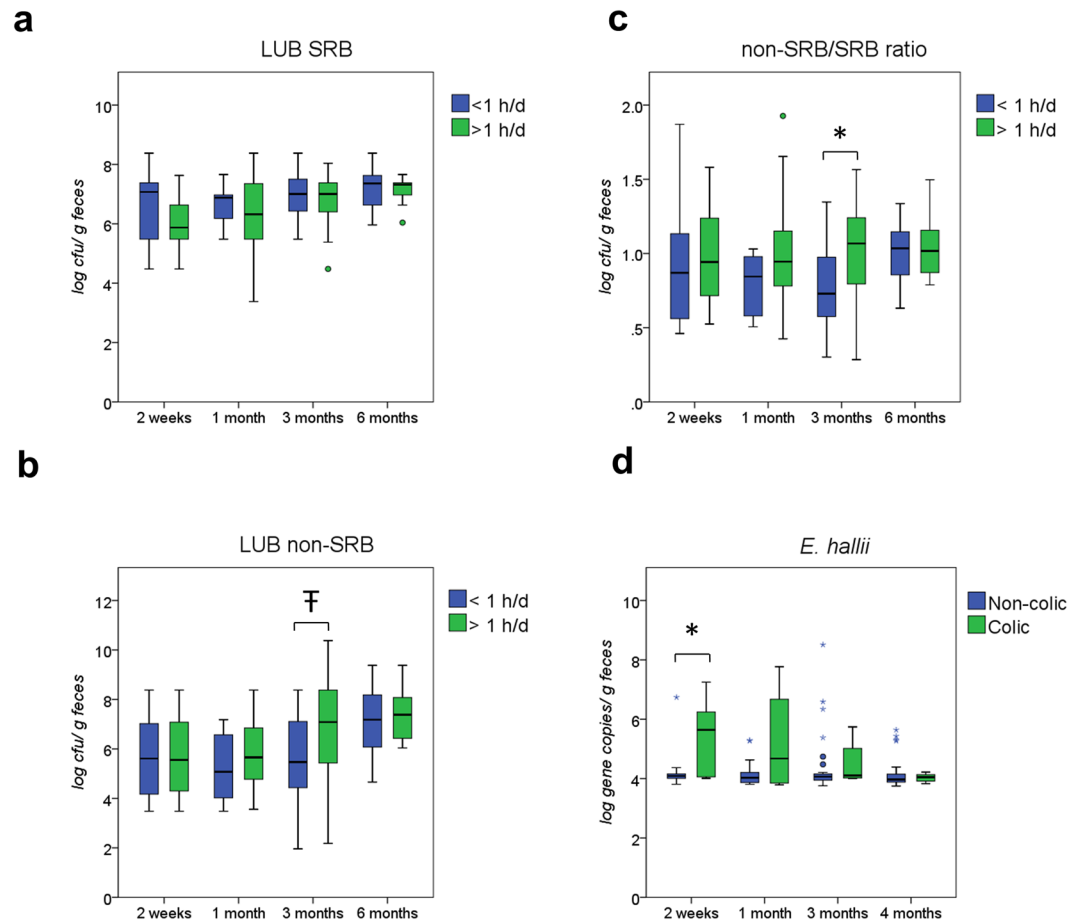 a
LUB SRB
<1 h/d
>1 h/d
log cfu/ g feces
10
8
6
4
2
0
2 weeks 1 month 3 months 6 months
b
LUB non-SRB
< 1 h/d
> 1 h/d
log cfu/ g feces
12
10
8
6
4
2
0
Ŧ
2 weeks 1 month 3 months 6 months
c
non-SRB/SRB ratio
< 1 h/d
> 1 h/d
log cfu/ g feces
2.0
1.5
1.0
.5
.0
*
2 weeks 1 month 3 months 6 months
d
E. hallii
Non-colic
Colic
log gene copies/ g feces
10
8
6
4
2
0
*
2 weeks 1 month 3 months 4 months